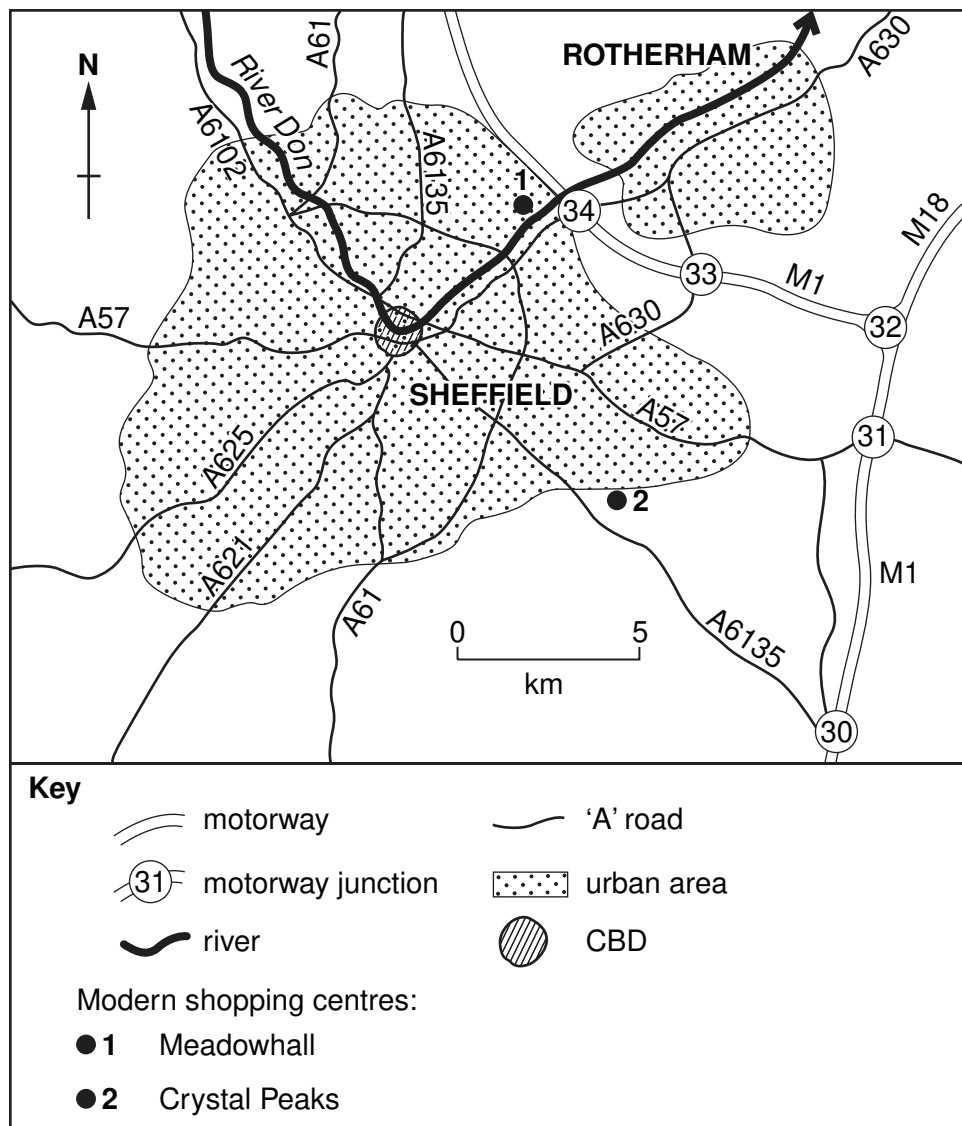 N
A6102
River Don
A61
A6135
ROTHERHAM
A630
1
34
M18
33
M1
32
A57
A630
SHEFFIELD
A57
31
A625
2
A621
A61
M1
0 5
km
A6135
30
Key
motorway
'A' road
31
motorway junction
urban area
river
CBD
Modern shopping centres:
1 Meadowhall
2 Crystal Peaks